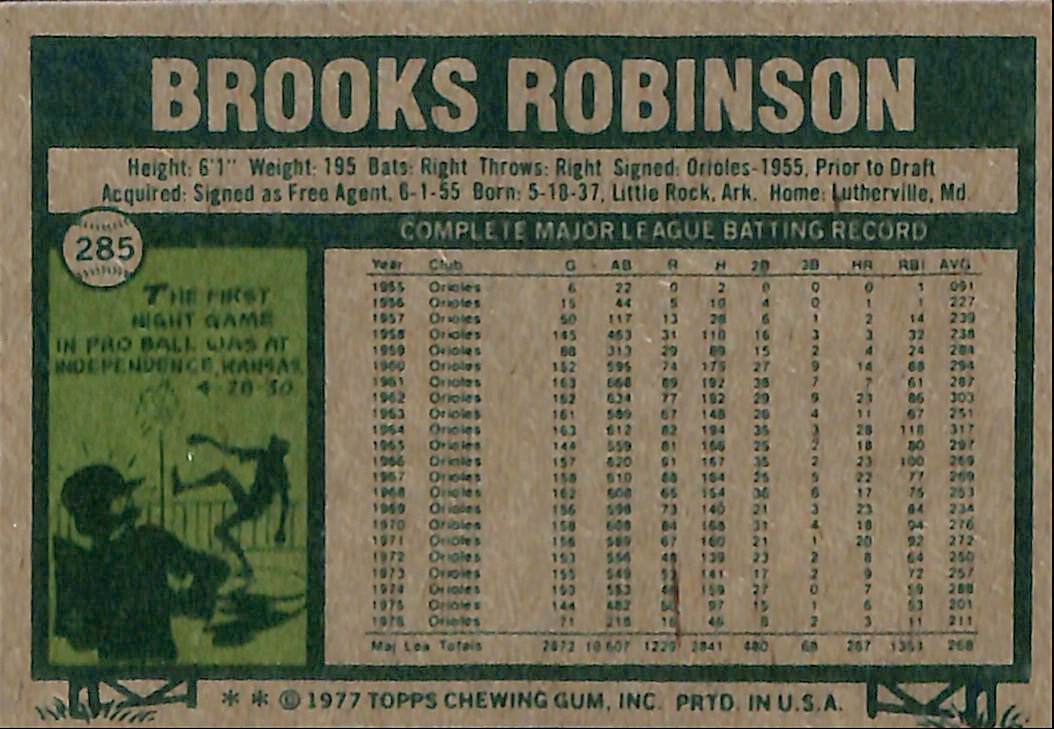 BROOKS ROBINSON
Height: 6'1" Weight: 195 Bats: Right Throws: Right Signed: Orioles-1955, Prior to Draft
Acquired: Signed as Free Agent, 6-1-55 Born: 5-18-37, Little Rock, Ark. Home: Lutherville, Md.
285
COMPLETE MAJOR LEAGUE BATTING RECORD
THE FIRST
NIGHT GAME
IN PRO BALL WAS AT
INDEPENDENCE, KANSAS,
4-28-30
Year Club G AB R H 2B 3B HR RBI AVG
1955 Orioles 6 22 0 2 0 0 0 1 091
1956 Orioles 15 44 5 10 4 0 1 1 227
1957 Orioles 50 117 13 28 6 1 2 14 239
1958 Orioles 145 463 31 110 16 3 3 32 238
1959 Orioles 88 313 29 89 15 2 4 24 284
1960 Orioles 152 595 74 175 27 9 14 88 294
1961 Orioles 163 668 89 192 38 7 7 61 287
1962 Orioles 162 634 77 192 29 9 23 86 303
1963 Orioles 161 589 67 148 26 4 11 67 251
1964 Orioles 163 612 82 194 35 3 28 118 317
1965 Orioles 144 559 81 166 25 2 18 80 297
1966 Orioles 157 620 91 167 35 2 23 100 269
1967 Orioles 158 610 88 164 25 5 22 77 269
1968 Orioles 162 608 65 154 36 6 17 75 253
1969 Orioles 156 598 73 140 21 3 23 84 234
1970 Orioles 158 608 84 168 31 4 18 94 276
1971 Orioles 156 589 67 160 21 1 20 92 272
1972 Orioles 153 556 48 139 23 2 8 64 250
1973 Orioles 155 549 53 141 17 2 9 72 257
1974 Orioles 153 553 46 159 27 0 7 59 288
1975 Orioles 144 482 50 97 15 1 6 53 201
1976 Orioles 71 218 16 46 8 2 3 11 211
Maj. Lea. Totals 2872 10,607 1229 2841 480 68 267 1351 268
* * © 1977 TOPPS CHEWING GUM, INC. PRTD. IN U.S.A.